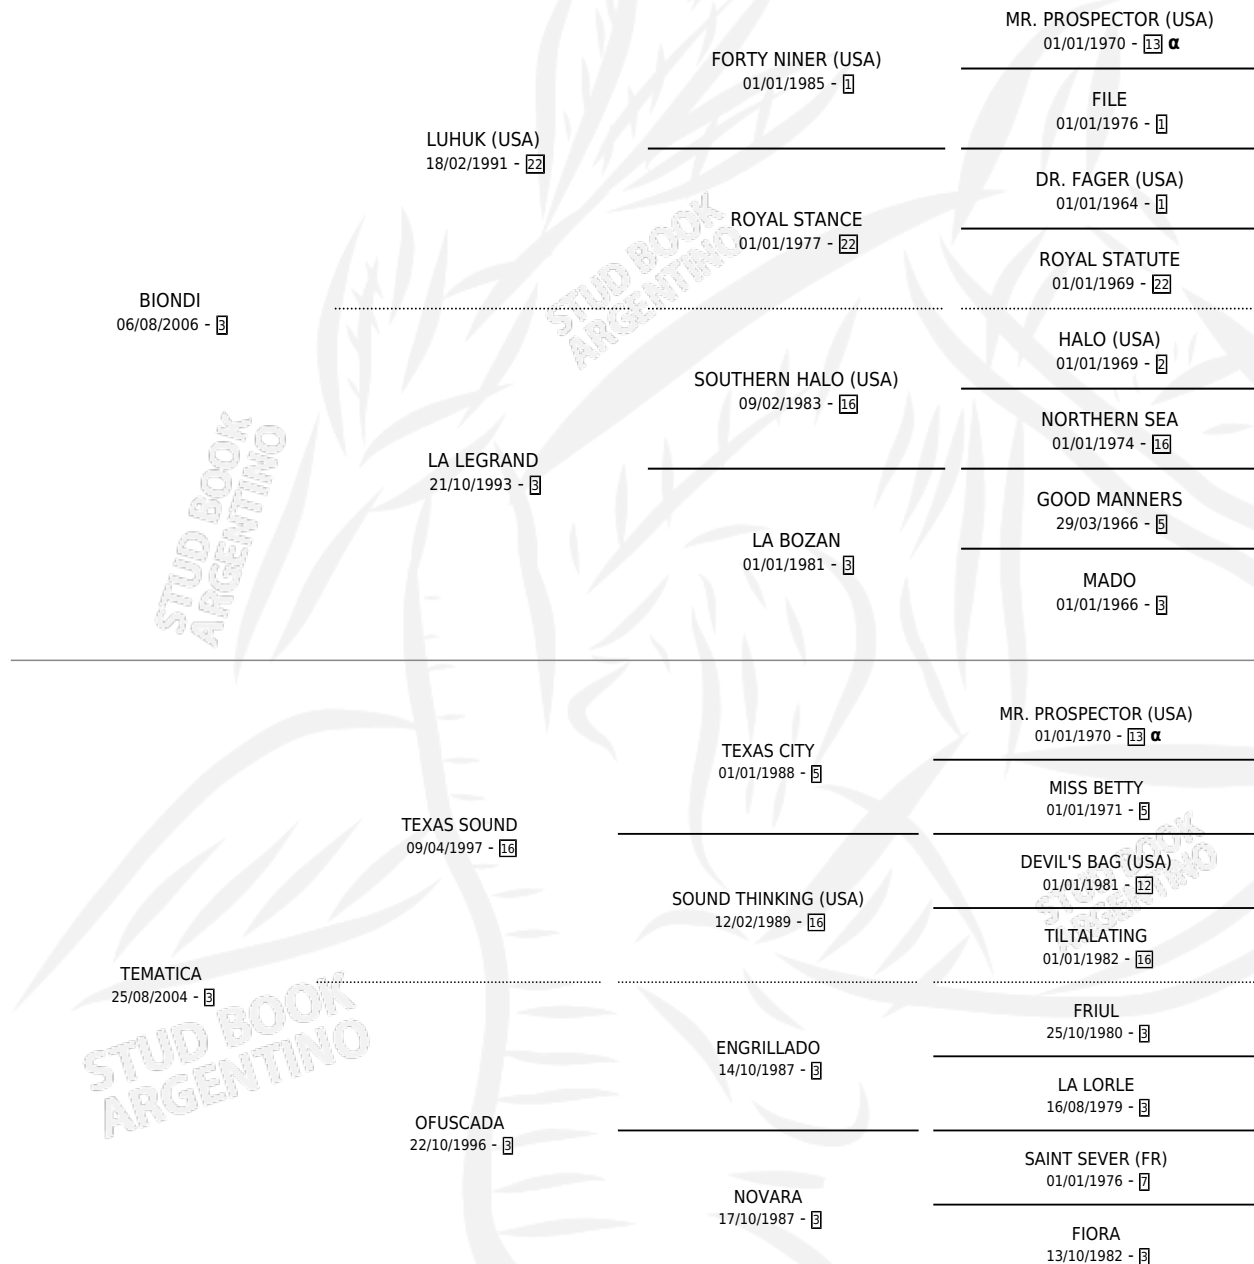 MR. PROSPECTOR (USA)
01/01/1970 - 13 α
FORTY NINER (USA)
01/01/1985 - 1
FILE
01/01/1976 - 1
LUHUK (USA)
18/02/1991 - 22
DR. FAGER (USA)
01/01/1964 - 1
ROYAL STANCE
01/01/1977 - 22
ROYAL STATUTE
01/01/1969 - 22
BIONDI
06/08/2006 - 3
HALO (USA)
01/01/1969 - 2
SOUTHERN HALO (USA)
09/02/1983 - 16
NORTHERN SEA
01/01/1974 - 16
LA LEGRAND
21/10/1993 - 3
GOOD MANNERS
29/03/1966 - 5
LA BOZAN
01/01/1981 - 3
MADO
01/01/1966 - 3
MR. PROSPECTOR (USA)
01/01/1970 - 13 α
TEXAS CITY
01/01/1988 - 5
MISS BETTY
01/01/1971 - 5
TEXAS SOUND
09/04/1997 - 16
DEVIL'S BAG (USA)
01/01/1981 - 12
SOUND THINKING (USA)
12/02/1989 - 16
TILTALATING
01/01/1982 - 16
TEMATICA
25/08/2004 - 3
FRIUL
25/10/1980 - 3
ENGRILLADO
14/10/1987 - 3
LA LORLE
16/08/1979 - 3
OFUSCADA
22/10/1996 - 3
SAINT SEVER (FR)
01/01/1976 - 7
NOVARA
17/10/1987 - 3
FIORA
13/10/1982 - 3
STUD BOOK
ARGENTINO
STUD BOOK
ARGENTINO
STUD BOOK
ARGENTINO
STUD BOOK
ARGENTINO